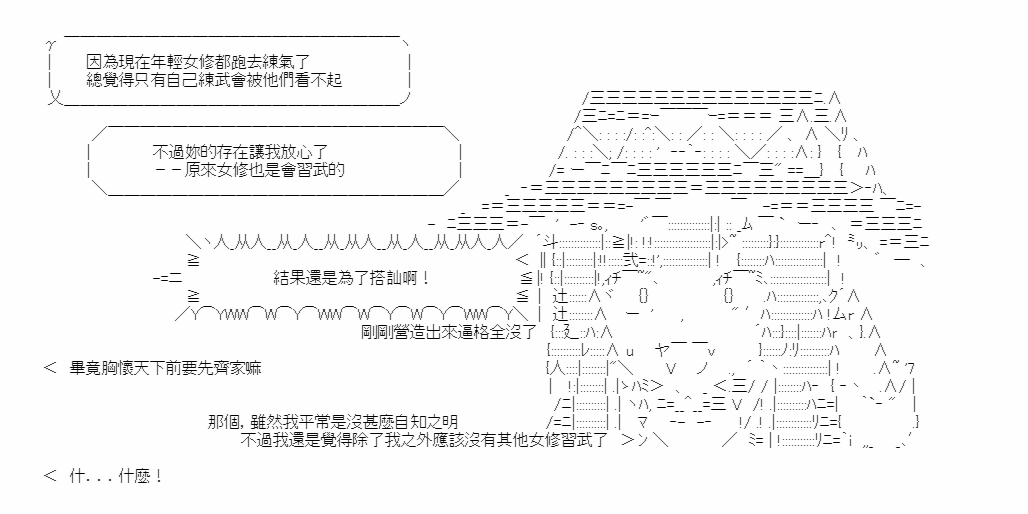 因為現在年輕女修都跑去練氣了
總覺得只有自己練武會被他們看不起
不過妳的存在讓我放心了
－－原來女修也是會習武的
結果還是為了搭訕啊！
剛剛營造出來逼格全沒了
＜ 畢竟胸懷天下前要先齊家嘛
那個，雖然我平常是沒甚麼自知之明
不過我還是覺得除了我之外應該沒有其他女修習武了
＜ 什．．．什麼！